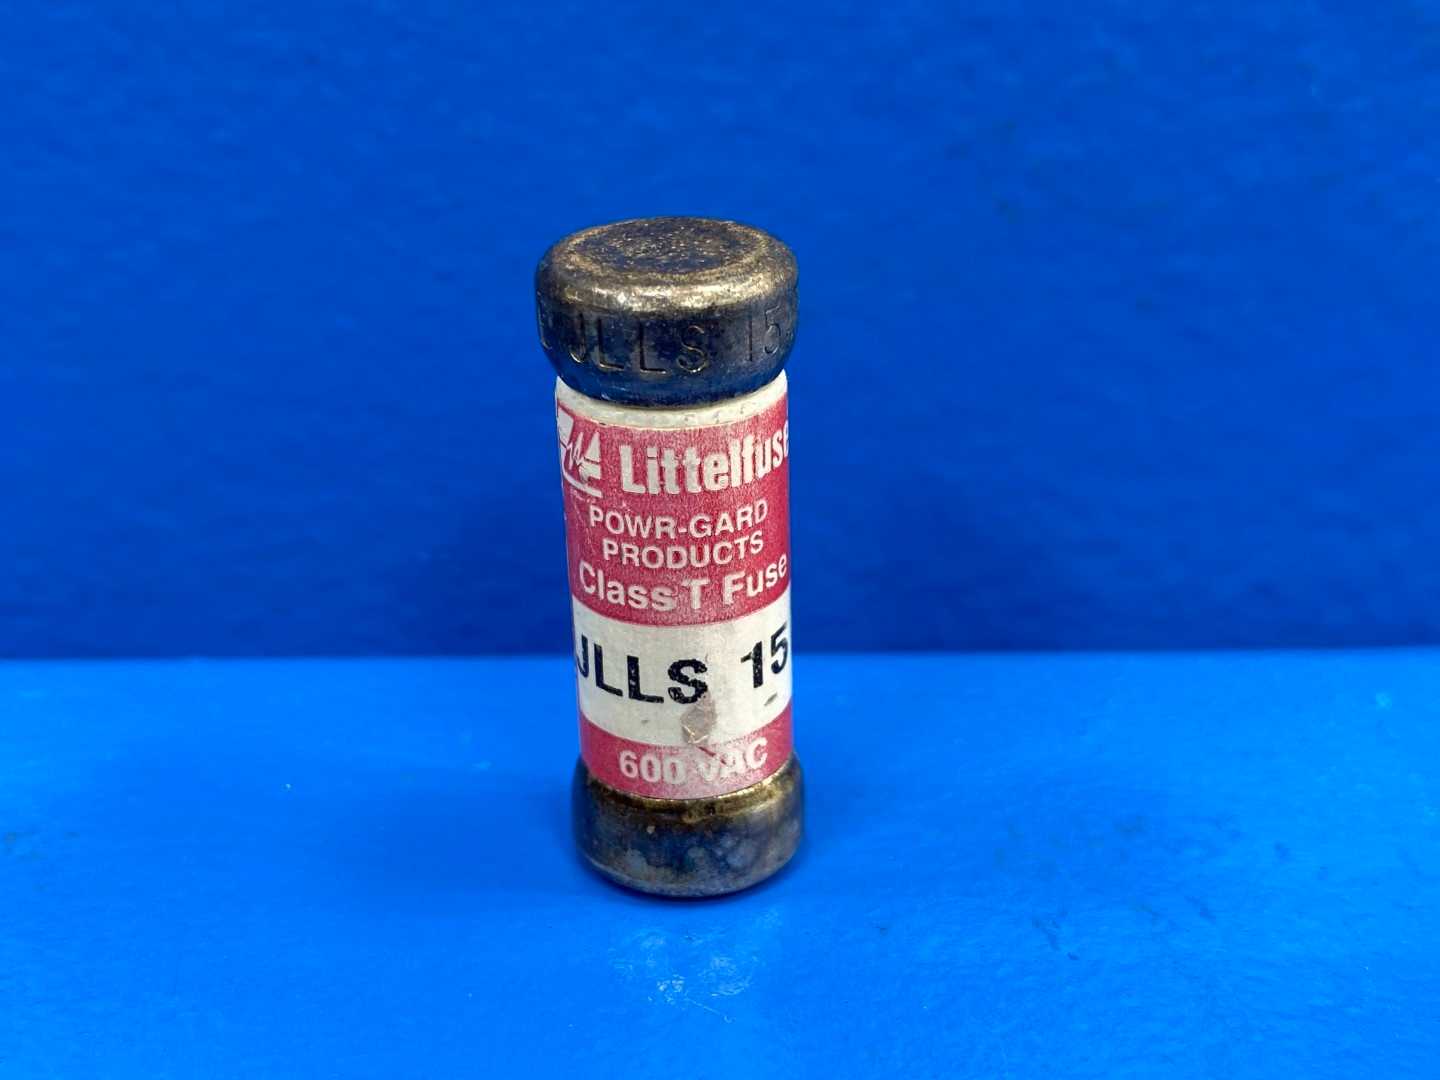 JLLS 15
Littelfuse
POWR-GARD
PRODUCTS
Class T Fuse
JLLS 15
600 VAC